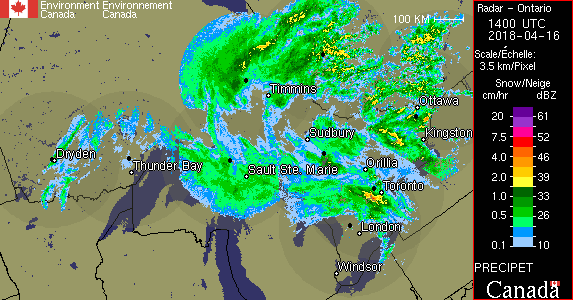 Environment Environnement
Canada Canada
100 KM
Timmins
Ottawa
Sudbury
Kingston
Dryden
Thunder Bay
Sault Ste. Marie
Orillia
Toronto
London
Windsor
Radar - Ontario
1400 UTC
2018-04-16
Scale/Échelle:
3.5 km/Pixel
Snow/Neige
cm/hr dBZ
20 61
7.5 52
4.0 46
2.0 39
1.0 33
0.5 26
0.1 10
PRECIPET
Canada